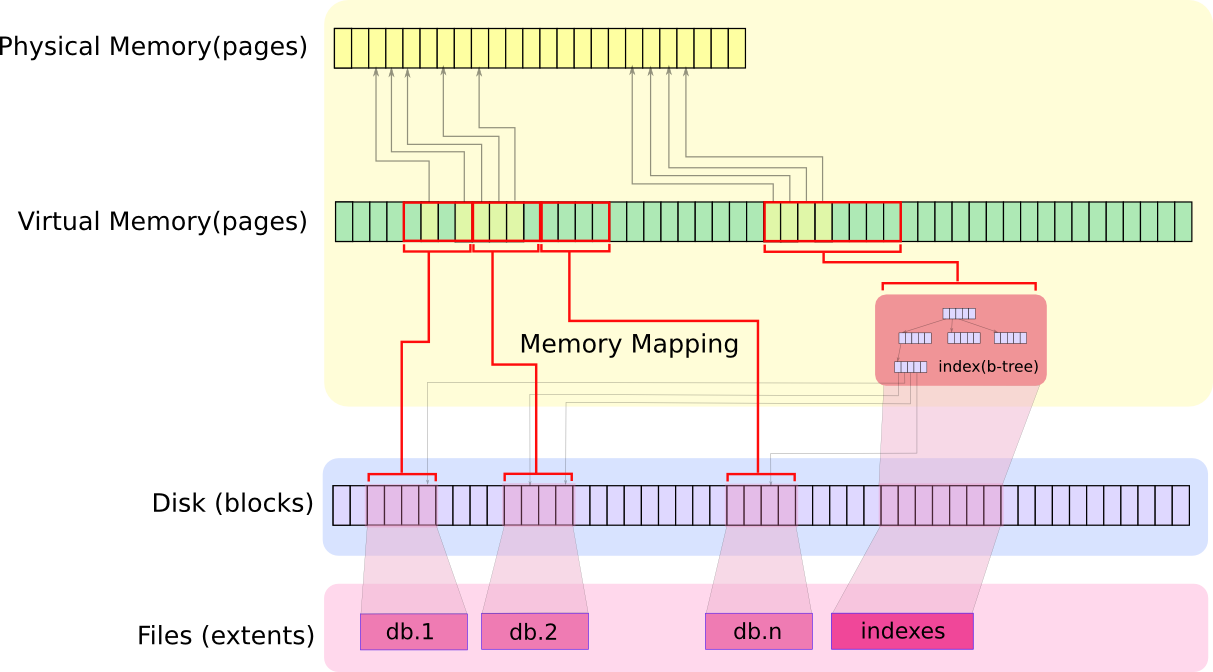 Physical Memory(pages)
Virtual Memory(pages)
Memory Mapping
index(b-tree)
Disk (blocks)
Files (extents)
db.1
db.2
db.n
indexes